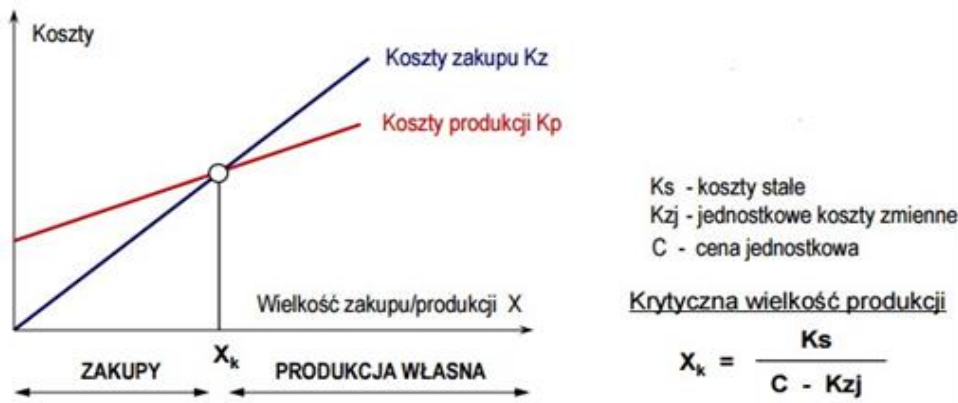 Koszty
Koszty zakupu Kz
Koszty produkcji Kp
Wielkość zakupu/produkcji X
Xk
ZAKUPY
PRODUKCJA WŁASNA
Ks - koszty stałe
Kzj - jednostkowe koszty zmienne
C - cena jednostkowa
Krytyczna wielkość produkcji
Xk = Ks
C - Kzj